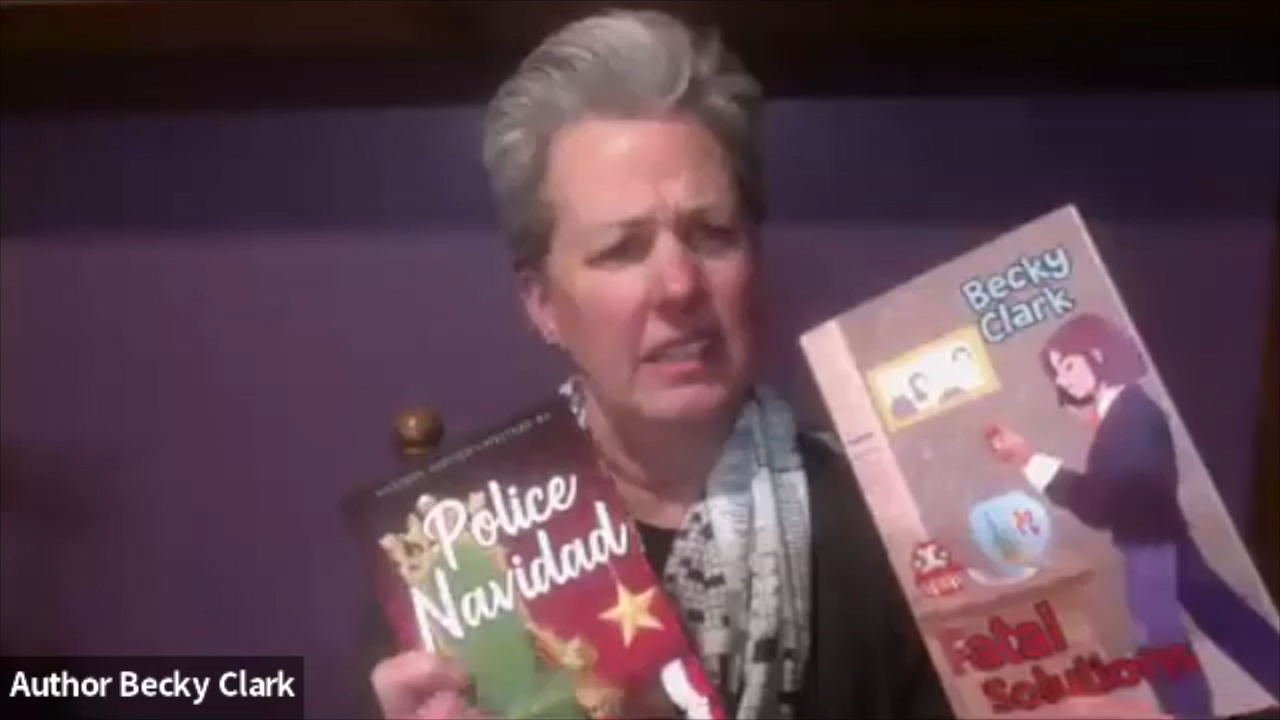 Police
Navidad
Becky
Clark
Fatal
Solutions
Author Becky Clark